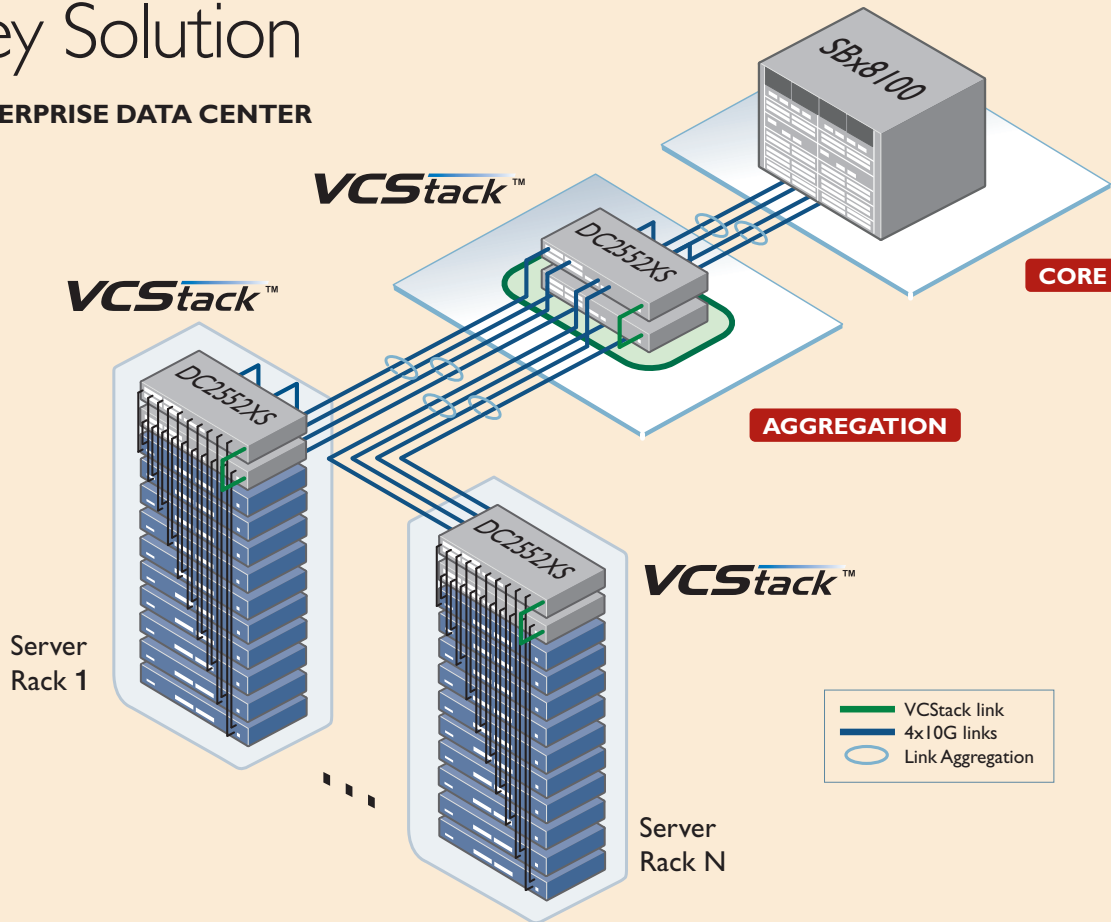 ey Solution
ERPRISE DATA CENTER
SBx8100
VCStack™
DC2552XS
CORE
VCStack™
AGGREGATION
DC2552XS
DC2552XS
VCStack™
Server
Rack 1
VCStack link
4x10G links
Link Aggregation
Server
Rack N